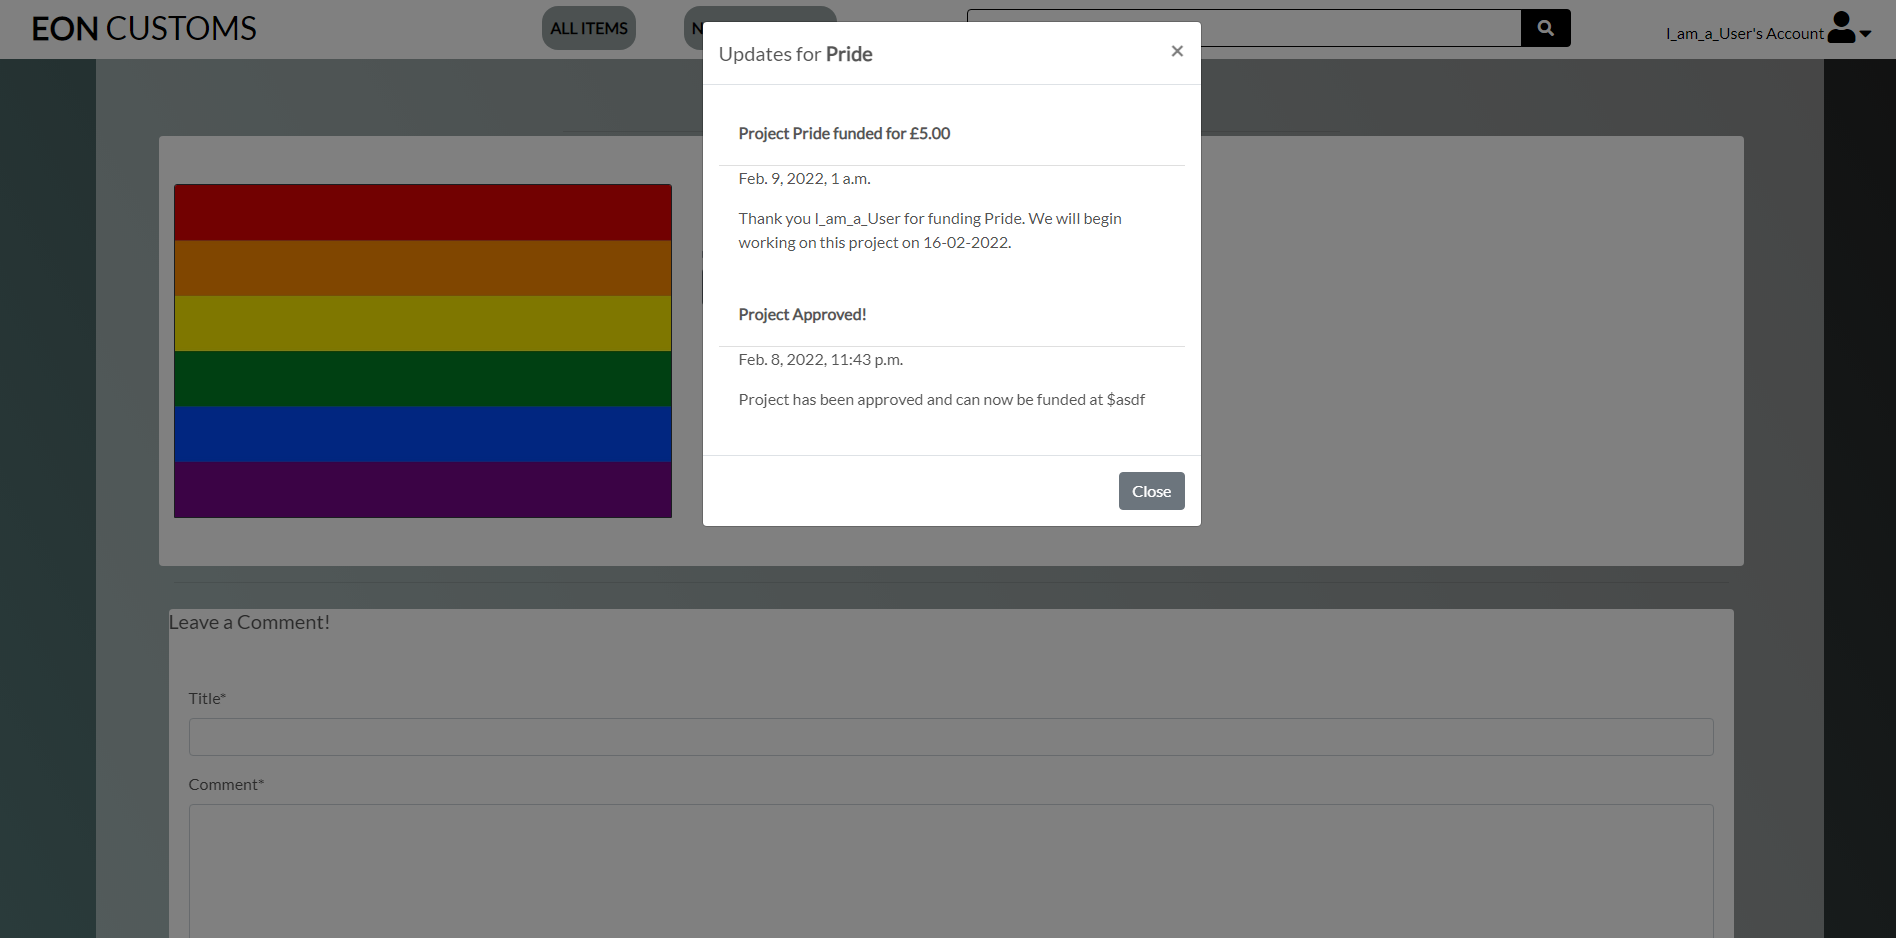 EON CUSTOMS
ALL ITEMS
I_am_a_User's Account
Updates for Pride
×
Project Pride funded for £5.00
Feb. 9, 2022, 1 a.m.
Thank you I_am_a_User for funding Pride. We will begin
working on this project on 16-02-2022.
Project Approved!
Feb. 8, 2022, 11:43 p.m.
Project has been approved and can now be funded at $asdf
Close
Leave a Comment!
Title*
Comment*